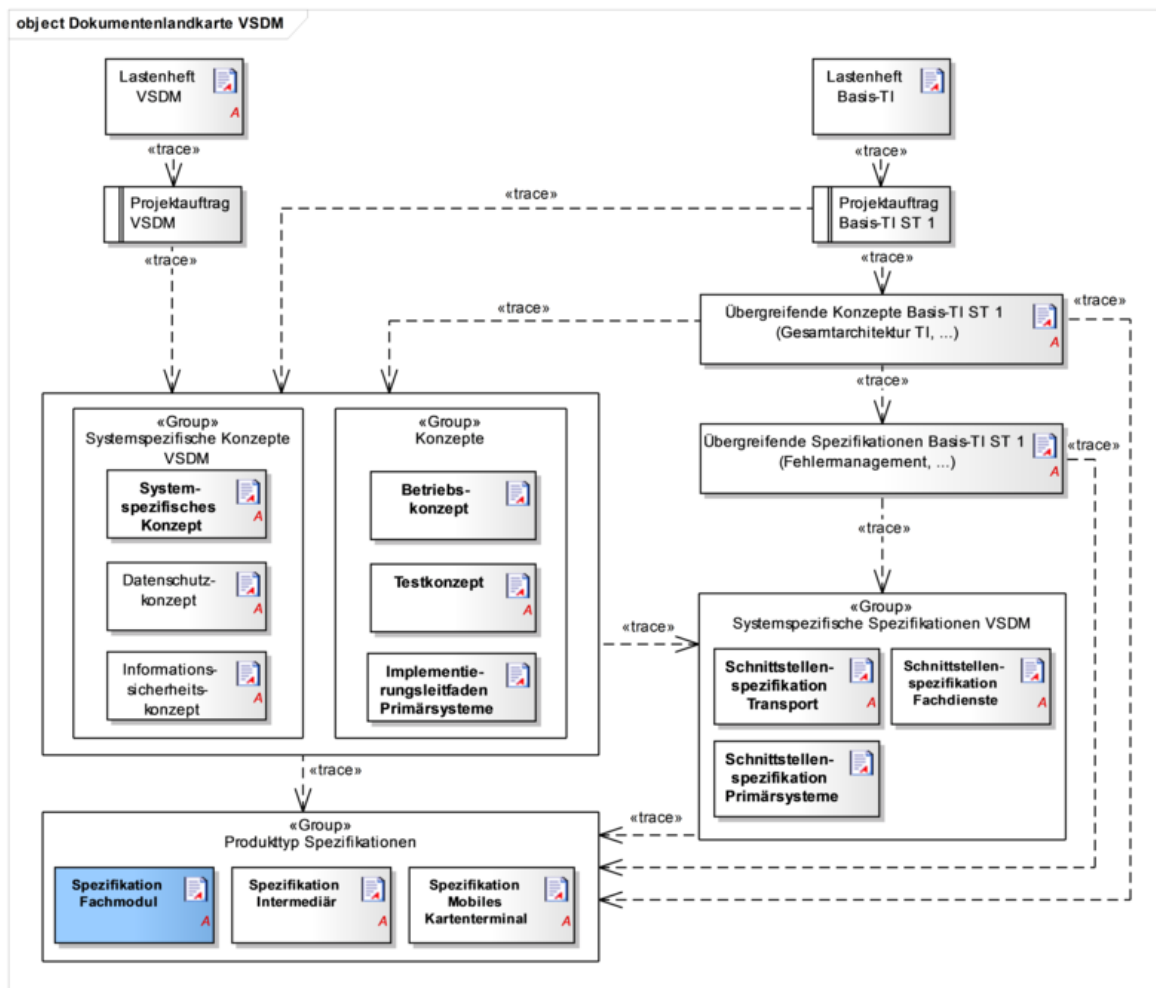 object Dokumentenlandkarte VSDM
Lastenheft
VSDM
A
Lastenheft
Basis-TI
«trace»
«trace»
Projektauftrag
VSDM
«trace»
Projektauftrag
Basis-TI ST 1
«trace»
«trace»
«trace»
Übergreifende Konzepte Basis-TI ST 1
(Gesamtarchitektur TI, ...)
A
«trace»
«trace»
Übergreifende Spezifikationen Basis-TI ST 1
(Fehlermanagement, ...)
A
«trace»
«trace»
«Group»
Systemspezifische Konzepte
VSDM
System-
spezifisches
Konzept
A
Datenschutz-
konzept
A
Informations-
sicherheits-
konzept
A
«Group»
Konzepte
Betriebs-
konzept
Testkonzept
A
Implementie-
rungsleitfaden
Primärsysteme
«trace»
«Group»
Systemspezifische Spezifikationen VSDM
Schnittstellen-
spezifikation
Transport
A
Schnittstellen-
spezifikation
Fachdienste
A
Schnittstellen-
spezifikation
Primärsysteme
«trace»
«trace»
«Group»
Produkttyp Spezifikationen
Spezifikation
Fachmodul
A
Spezifikation
Intermediär
A
Spezifikation
Mobiles
Kartenterminal
A